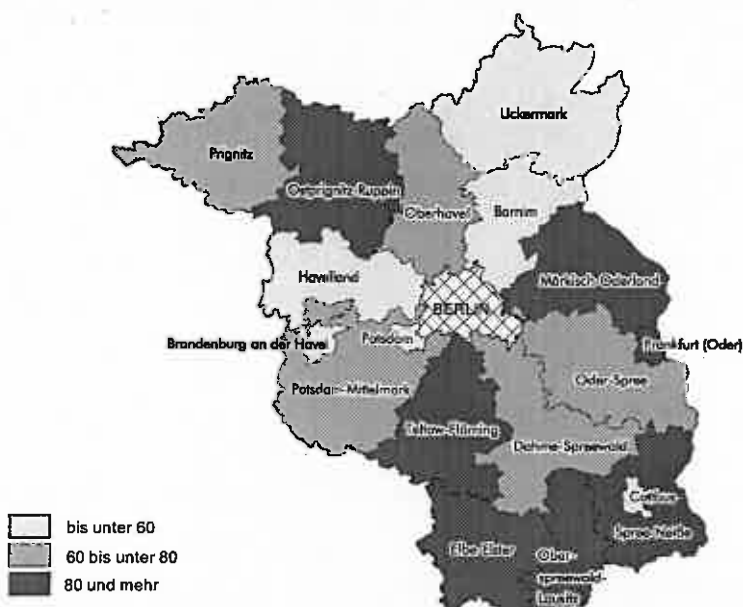 Uckermark
Prignitz
Ostprignitz-Ruppin
Oberhavel
Barnim
Havelland
Märkisch-Oderland
BERLIN
Brandenburg an der Havel
Potsdam
Frankfurt (Oder)
Potsdam-Mittelmark
Oder-Spree
Teltow-Fläming
Dahme-Spreewald
Cottbus
Spree-Neiße
Elbe-Elster
Ober-
spreewald-
Lausitz
bis unter 60
60 bis unter 80
80 und mehr